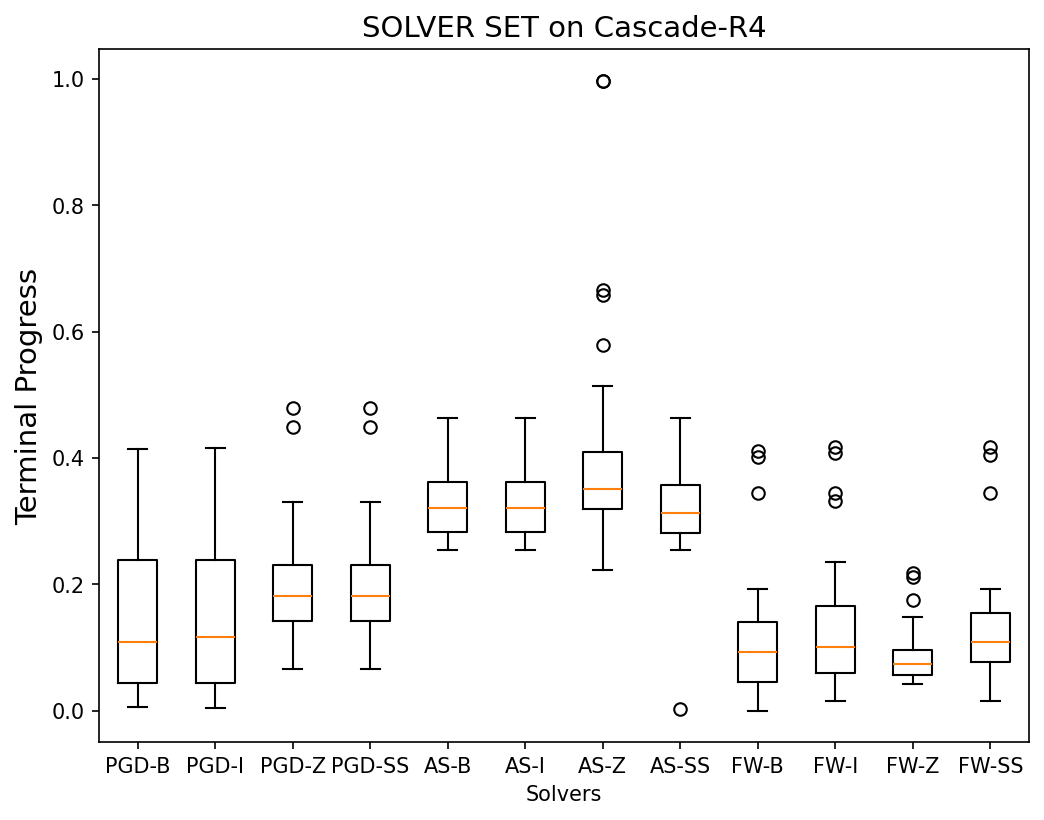 SOLVER SET on Cascade-R4
Terminal Progress
1.0
0.8
0.6
0.4
0.2
0.0
PGD-B PGD-I PGD-Z PGD-SS AS-B AS-I AS-Z AS-SS FW-B FW-I FW-Z FW-SS
Solvers